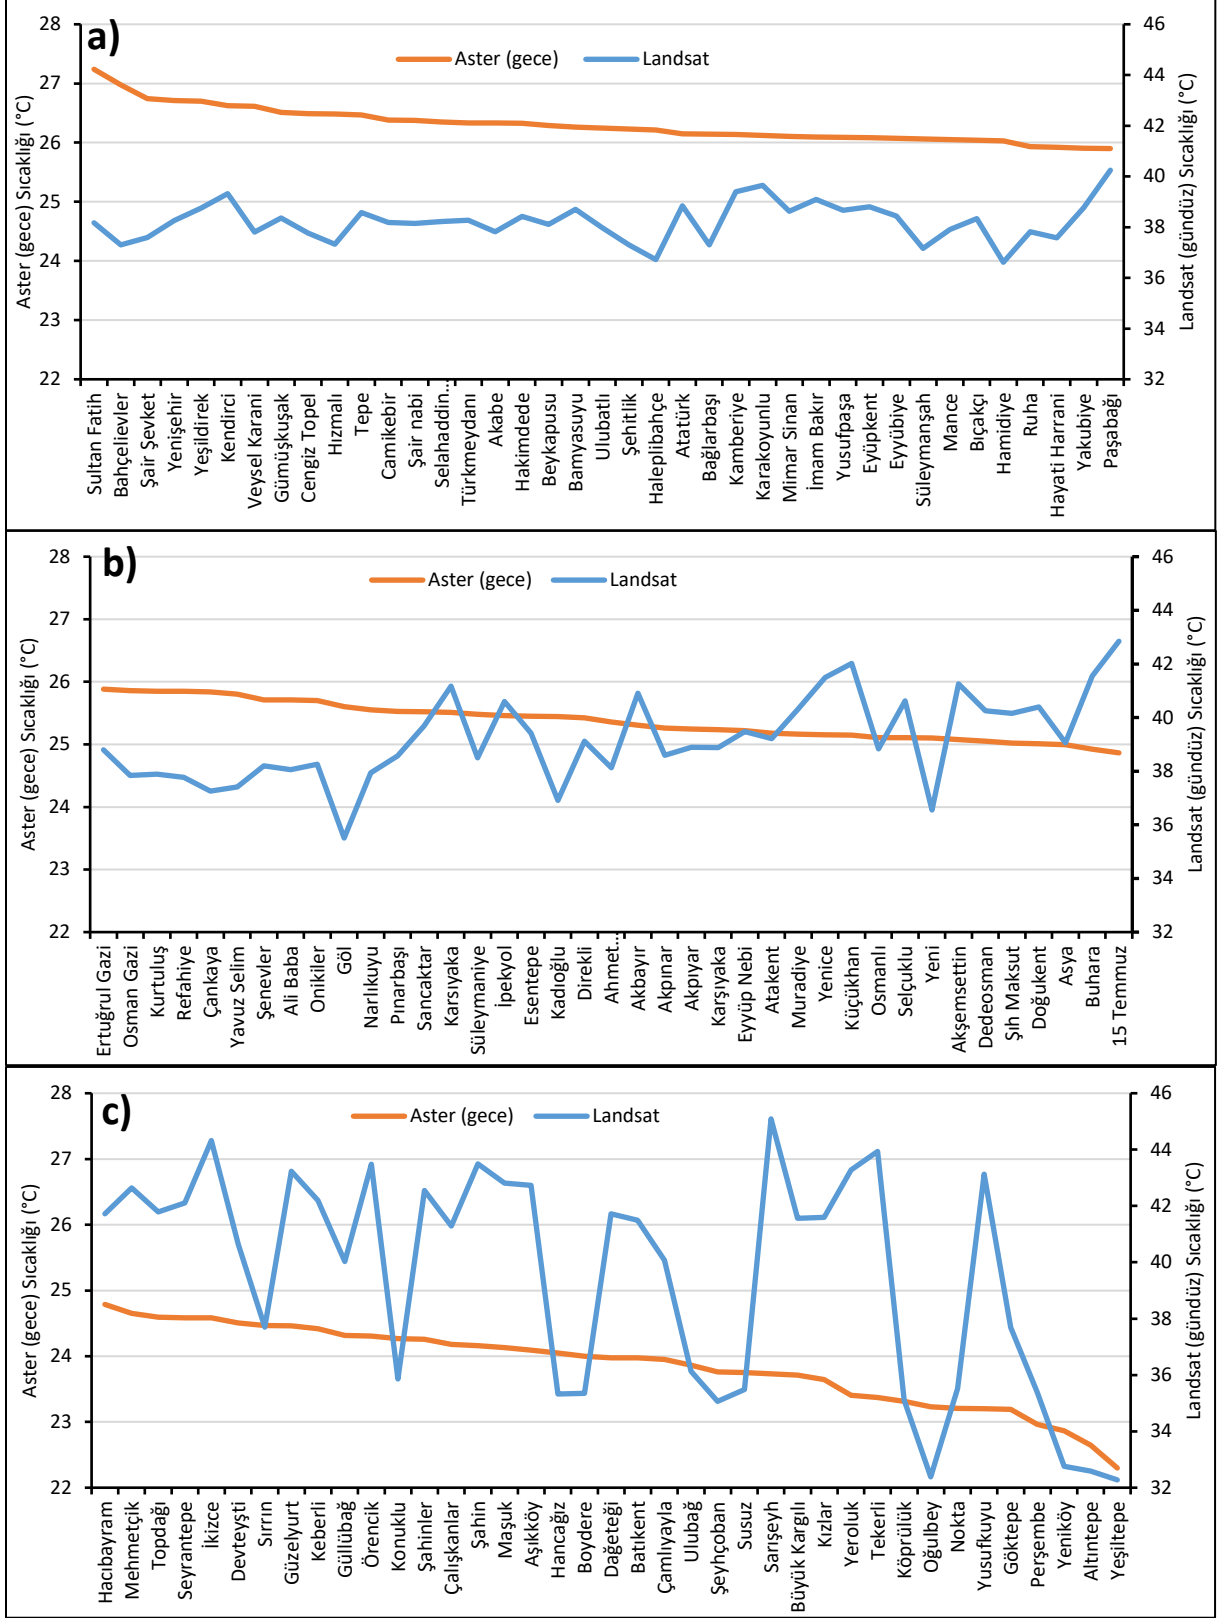 a)
Aster (gece)
Landsat
Aster (gece) Sıcaklığı (°C)
28
27
26
25
24
23
22
Landsat (gündüz) Sıcaklığı (°C)
46
44
42
40
38
36
34
32
Sultan Fatih
Bahçelievler
Şair Şevket
Yenişehir
Yeşildirek
Kendirci
Veysel Karani
Gümüşkuşak
Cengiz Topel
Hızmalı
Tepe
Camikebir
Şair nabi
Selahaddin...
Türkmeydanı
Akabe
Hakimdede
Beykapusu
Bamyasuyu
Ulubatlı
Şehitlik
Haleplibahçe
Atatürk
Bağlarbaşı
Kamberiye
Karakoyunlu
Mimar Sinan
İmam Bakır
Yusufpaşa
Eyüpkent
Eyyübiye
Süleymanşah
Mance
Bıçakçı
Hamidiye
Ruha
Hayati Harrani
Yakubiye
Paşabağı
b)
Aster (gece)
Landsat
Aster (gece) Sıcaklığı (°C)
28
27
26
25
24
23
22
Landsat (gündüz) Sıcaklığı (°C)
46
44
42
40
38
36
34
32
Ertuğrul Gazi
Osman Gazi
Kurtuluş
Refahiye
Çankaya
Yavuz Selim
Şenevler
Ali Baba
Onikiler
Göl
Narlıkuyu
Pınarbaşı
Sancaktar
Karsıyaka
Süleymaniye
İpekyol
Esentepe
Kadıoğlu
Direkli
Ahmet...
Akbayır
Akpınar
Akpıyar
Karşıyaka
Eyyüp Nebi
Atakent
Muradiye
Yenice
Küçükhan
Osmanlı
Selçuklu
Yeni
Akşemsettin
Dedeosman
Şıh Maksut
Doğukent
Asya
Buhara
15 Temmuz
c)
Aster (gece)
Landsat
Aster (gece) Sıcaklığı (°C)
28
27
26
25
24
23
22
Landsat (gündüz) Sıcaklığı (°C)
46
44
42
40
38
36
34
32
Hacıbayram
Mehmetçik
Topdağı
Seyrantepe
İkizce
Devteyşti
Sırrın
Güzelyurt
Keberli
Güllübağ
Örencik
Konuklu
Şahinler
Çalışkanlar
Şahin
Maşuk
Aşıkköy
Hancağız
Boydere
Dağeteği
Batıkent
Çamlıyayla
Ulubağ
Şeyhçoban
Susuz
Sarışeyh
Büyük Kargılı
Kızlar
Yeroluk
Tekerli
Köprülük
Oğulbey
Nokta
Yusufkuyu
Göktepe
Perşembe
Yeniköy
Altıntepe
Yeşiltepe